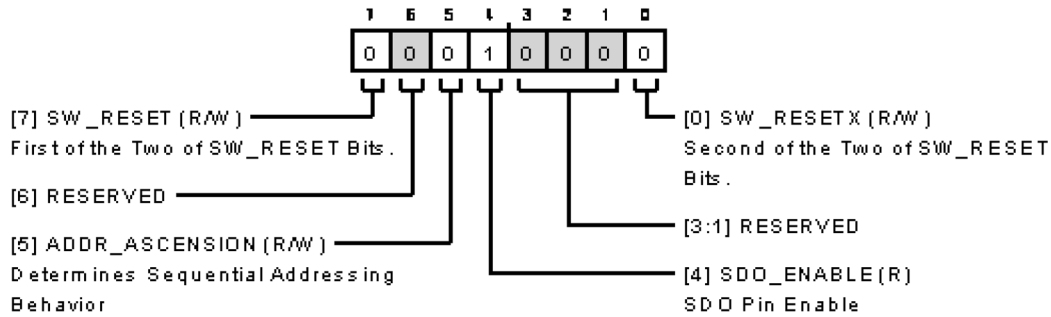 7 6 5 4 3 2 1 0
0 0 0 1 0 0 0 0
[7] SW_RESET (R/W)
First of the Two of SW_RESET Bits.
[6] RESERVED
[5] ADDR_ASCENSION (R/W)
Determines Sequential Addressing
Behavior
[0] SW_RESETX (R/W)
Second of the Two of SW_RESET
Bits.
[3:1] RESERVED
[4] SDO_ENABLE (R)
SDO Pin Enable